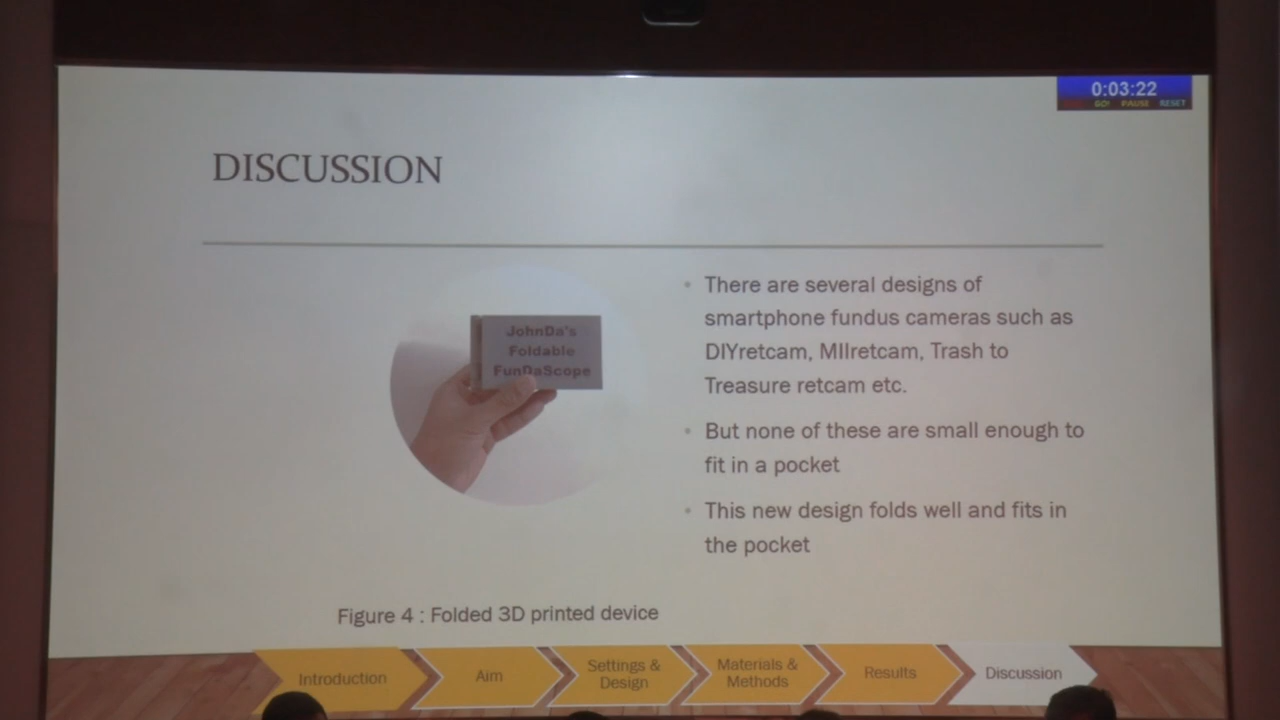 0:03:22
GO! PAUSE RESET
DISCUSSION
JohnDa's
Foldable
FunDaScope
• There are several designs of
smartphone fundus cameras such as
DIYretcam, MIIretcam, Trash to
Treasure retcam etc.
• But none of these are small enough to
fit in a pocket
• This new design folds well and fits in
the pocket
Figure 4 : Folded 3D printed device
Introduction
Aim
Settings &
Design
Materials &
Methods
Results
Discussion